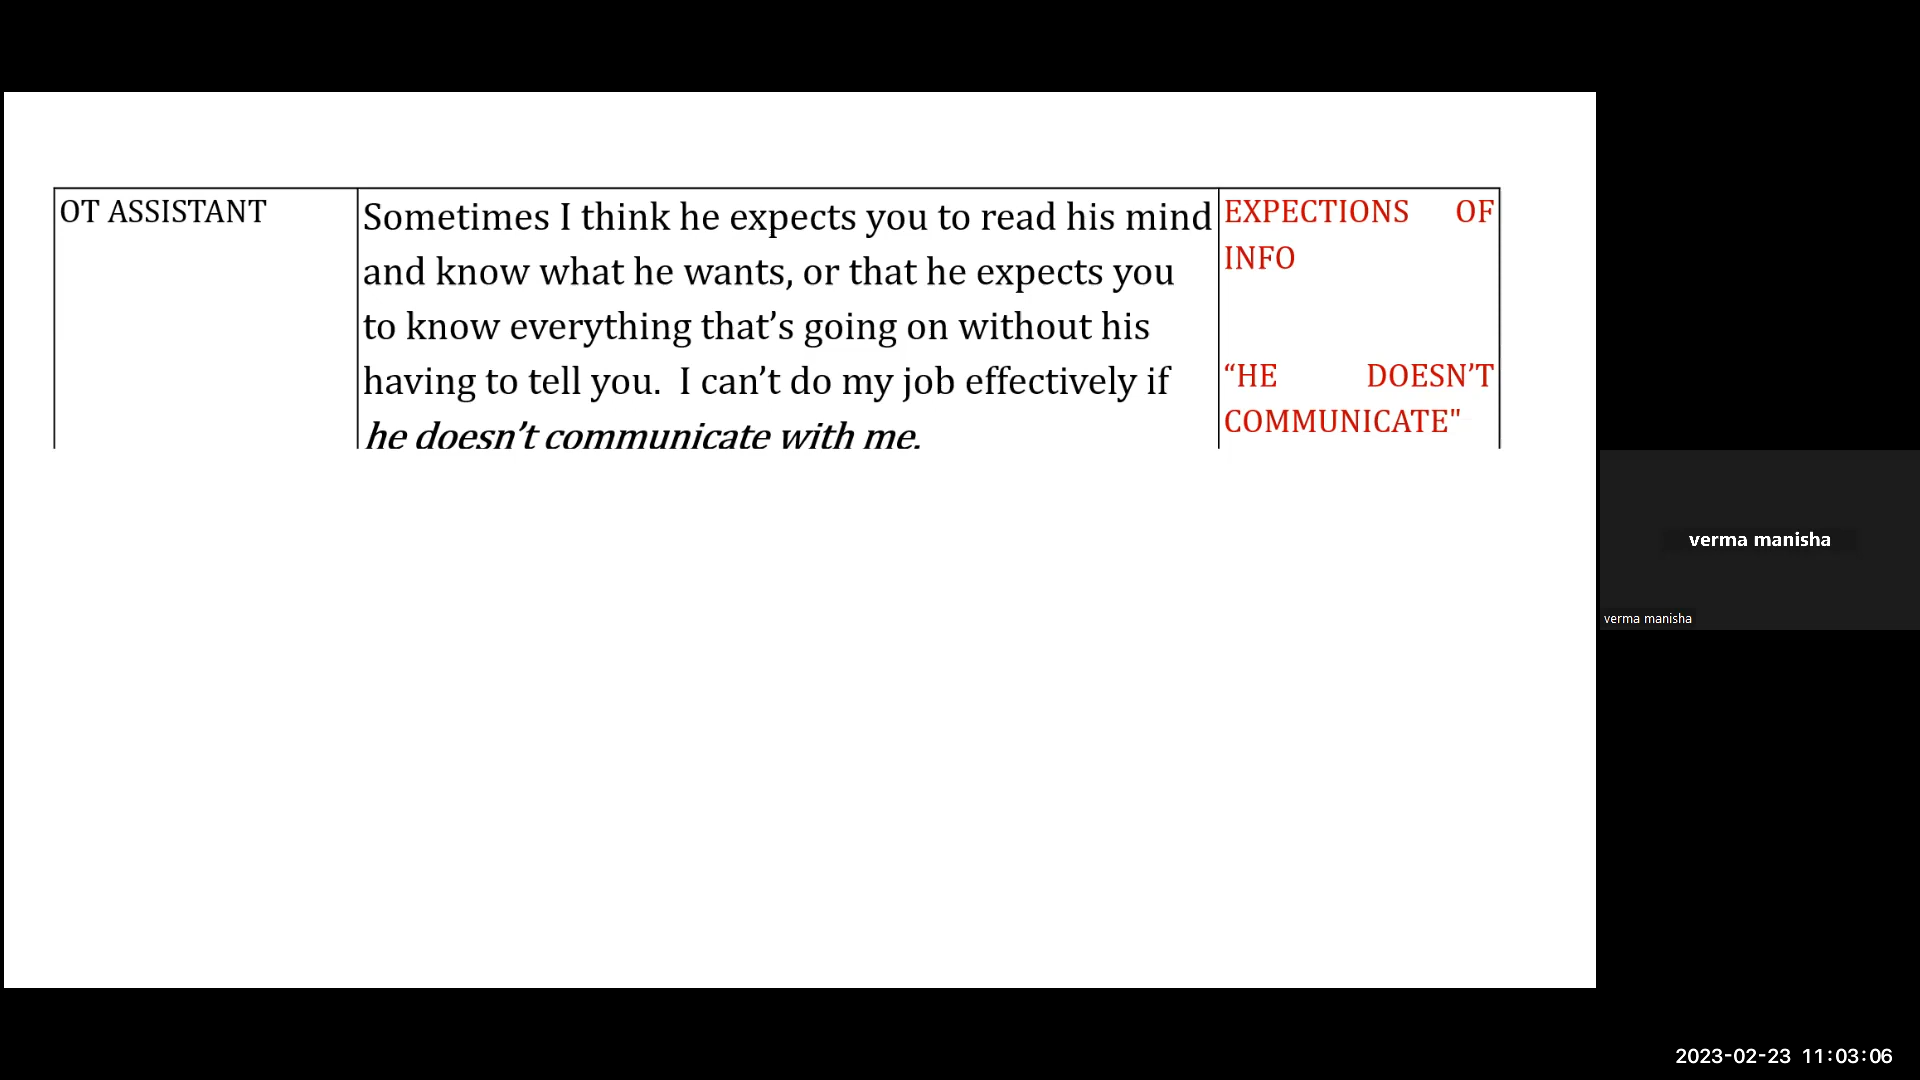 OT ASSISTANT
Sometimes I think he expects you to read his mind
and know what he wants, or that he expects you
to know everything that’s going on without his
having to tell you.  I can’t do my job effectively if
he doesn’t communicate with me.
EXPECTIONS OF
INFO
“HE DOESN’T
COMMUNICATE"
verma manisha
verma manisha
2023-02-23 11:03:06